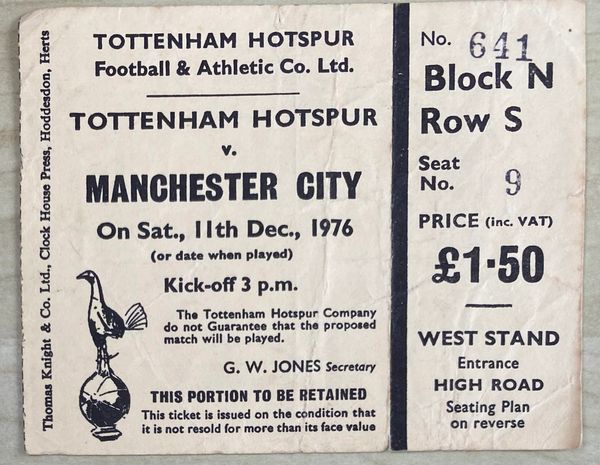 Thomas Knight & Co. Ltd., Clock House Press, Hoddesdon, Herts
TOTTENHAM HOTSPUR
Football & Athletic Co. Ltd.
TOTTENHAM HOTSPUR
v.
MANCHESTER CITY
On Sat., 11th Dec., 1976
(or date when played)
Kick-off 3 p.m.
The Tottenham Hotspur Company
do not Guarantee that the proposed
match will be played.
G. W. JONES Secretary
THIS PORTION TO BE RETAINED
This ticket is issued on the condition that
it is not resold for more than its face value
No. 641
Block N
Row S
Seat
No. 9
PRICE (inc. VAT)
£1·50
WEST STAND
Entrance
HIGH ROAD
Seating Plan
on reverse